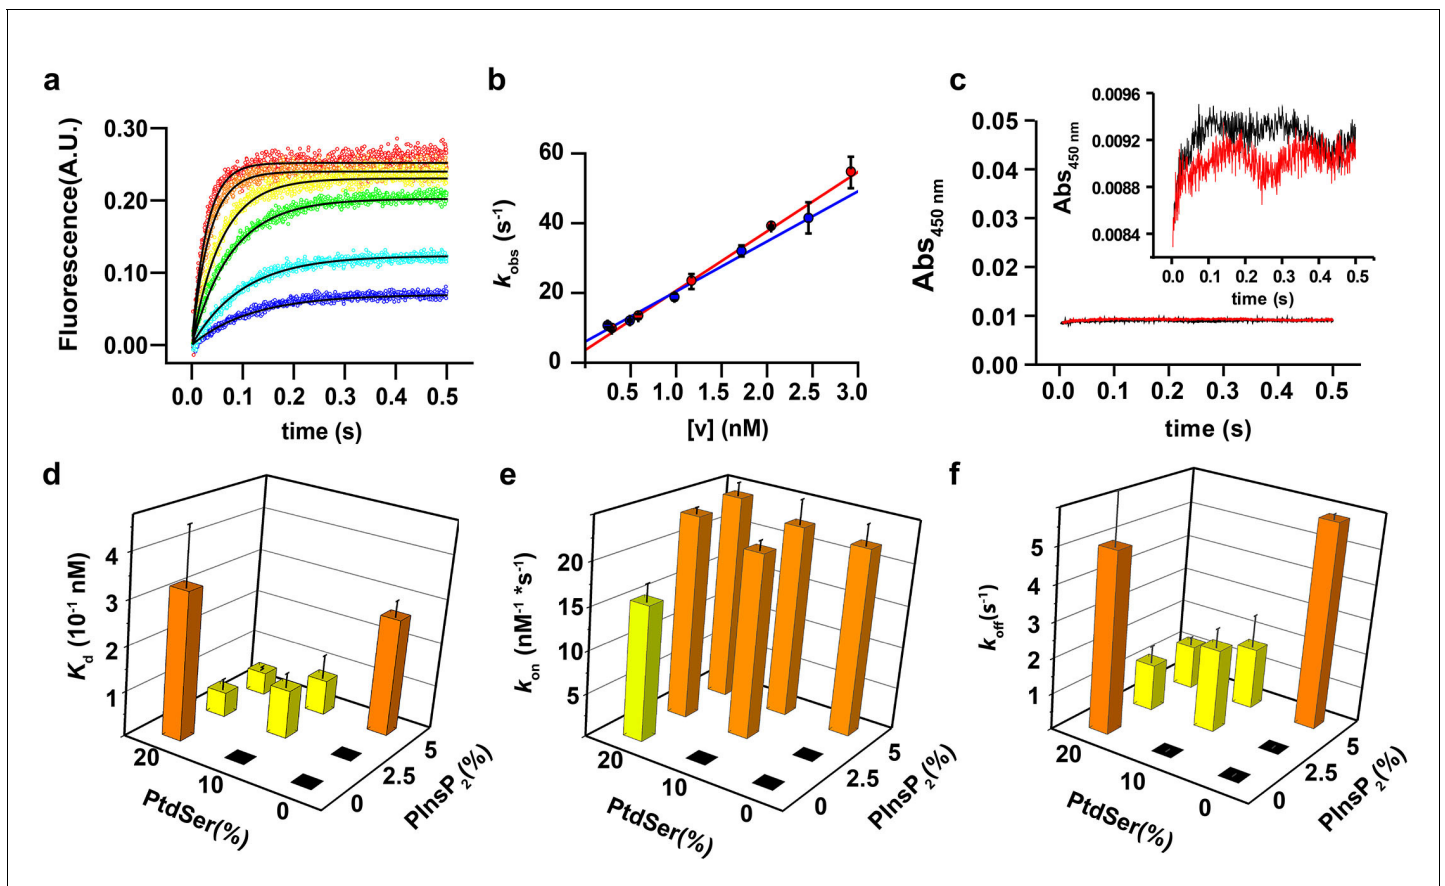 a
0.30
0.20
0.10
0.00
Fluorescence(A.U.)
0.0 0.1 0.2 0.3 0.4 0.5
time (s)
b
60
40
20
0
kobs (s-1)
0.5 1.0 1.5 2.0 2.5 3.0
[v] (nM)
c
0.05
0.04
0.03
0.02
0.01
0.00
Abs450 nm
0.0 0.1 0.2 0.3 0.4 0.5
time (s)
0.0096
0.0092
0.0088
0.0084
Abs450 nm
0.0 0.1 0.2 0.3 0.4 0.5
time (s)
d
4
3
2
1
Kd (10-1 nM)
20
10
0
PtdSer(%)
5
2.5
0
PInsP2(%)
e
20
15
10
5
kon (nM-1 *s-1)
20
10
0
PtdSer(%)
5
2.5
0
PInsP2(%)
f
5
4
3
2
1
koff(s-1)
20
10
0
PtdSer(%)
5
2.5
0
PInsP2(%)